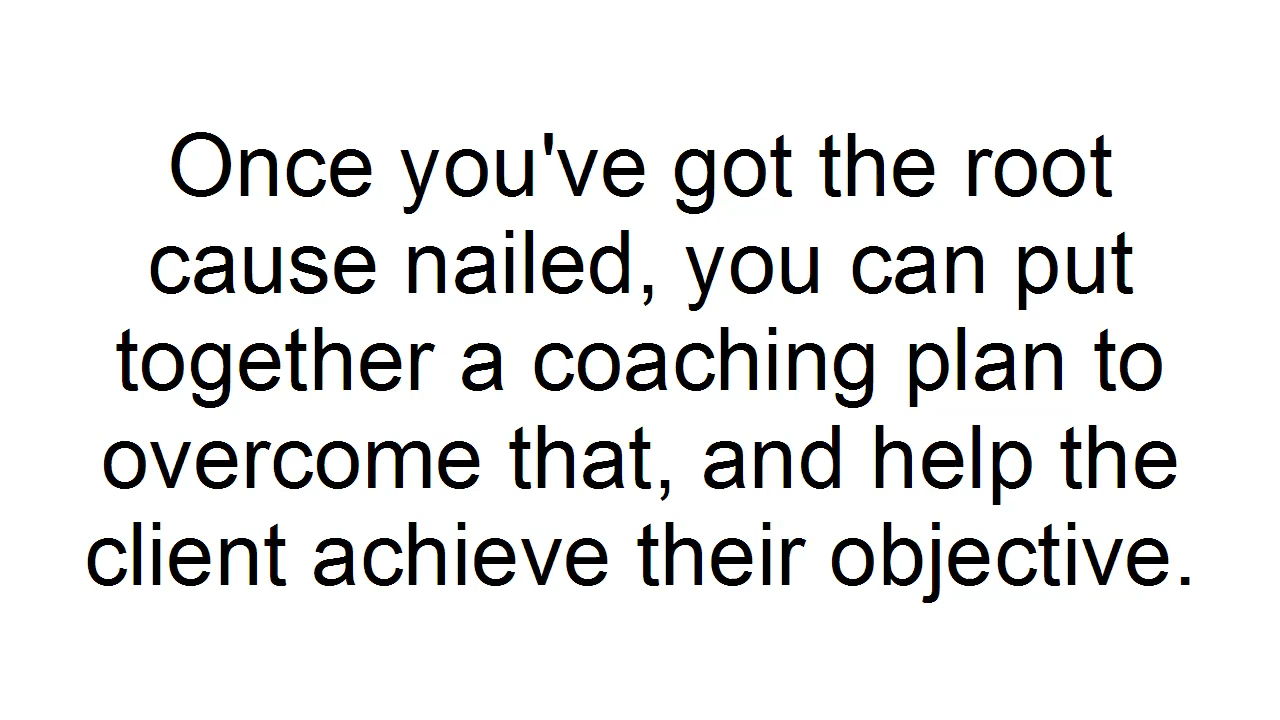 Once you've got the root
cause nailed, you can put
together a coaching plan to
overcome that, and help the
client achieve their objective.